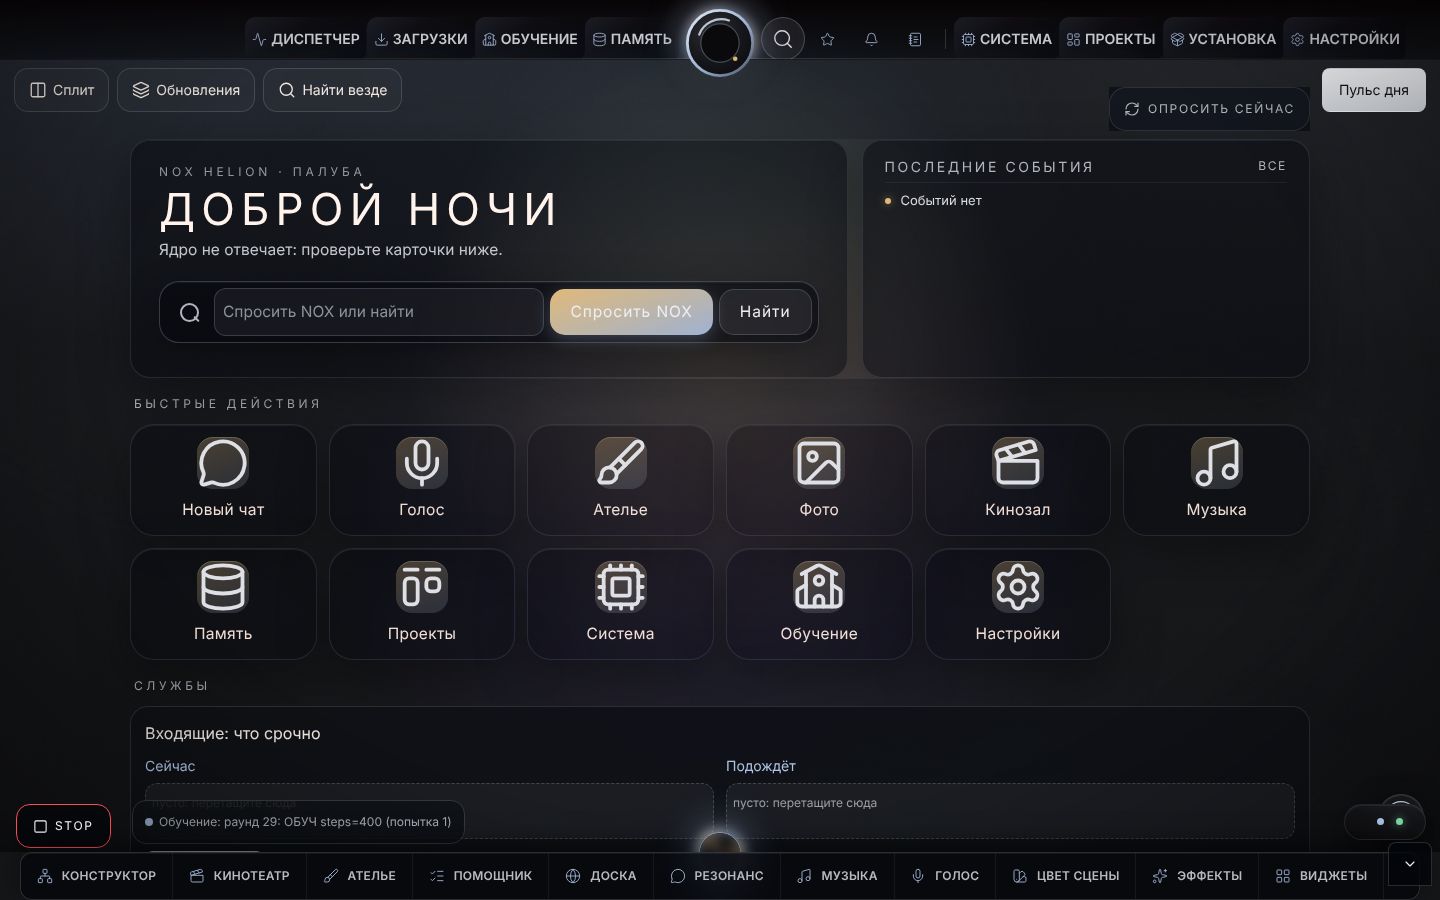 ДИСПЕТЧЕР ЗАГРУЗКИ ОБУЧЕНИЕ ПАМЯТЬ СИСТЕМА ПРОЕКТЫ УСТАНОВКА НАСТРОЙКИ
Сплит Обновления Найти везде Пульс дня
ОПРОСИТЬ СЕЙЧАС
NOX HELION · ПАЛУБА
ДОБРОЙ НОЧИ
Ядро не отвечает: проверьте карточки ниже.
Спросить NOX или найти Спросить NOX Найти
ПОСЛЕДНИЕ СОБЫТИЯ ВСЕ
Событий нет
БЫСТРЫЕ ДЕЙСТВИЯ
Новый чат Голос Ателье Фото Кинозал Музыка
Память Проекты Система Обучение Настройки
СЛУЖБЫ
Входящие: что срочно
Сейчас Подождёт
пусто: перетащите сюда пусто: перетащите сюда
STOP Обучение: раунд 29: ОБУЧ steps=400 (попытка 1)
КОНСТРУКТОР КИНОТЕАТР АТЕЛЬЕ ПОМОЩНИК ДОСКА РЕЗОНАНС МУЗЫКА ГОЛОС ЦВЕТ СЦЕНЫ ЭФФЕКТЫ ВИДЖЕТЫ